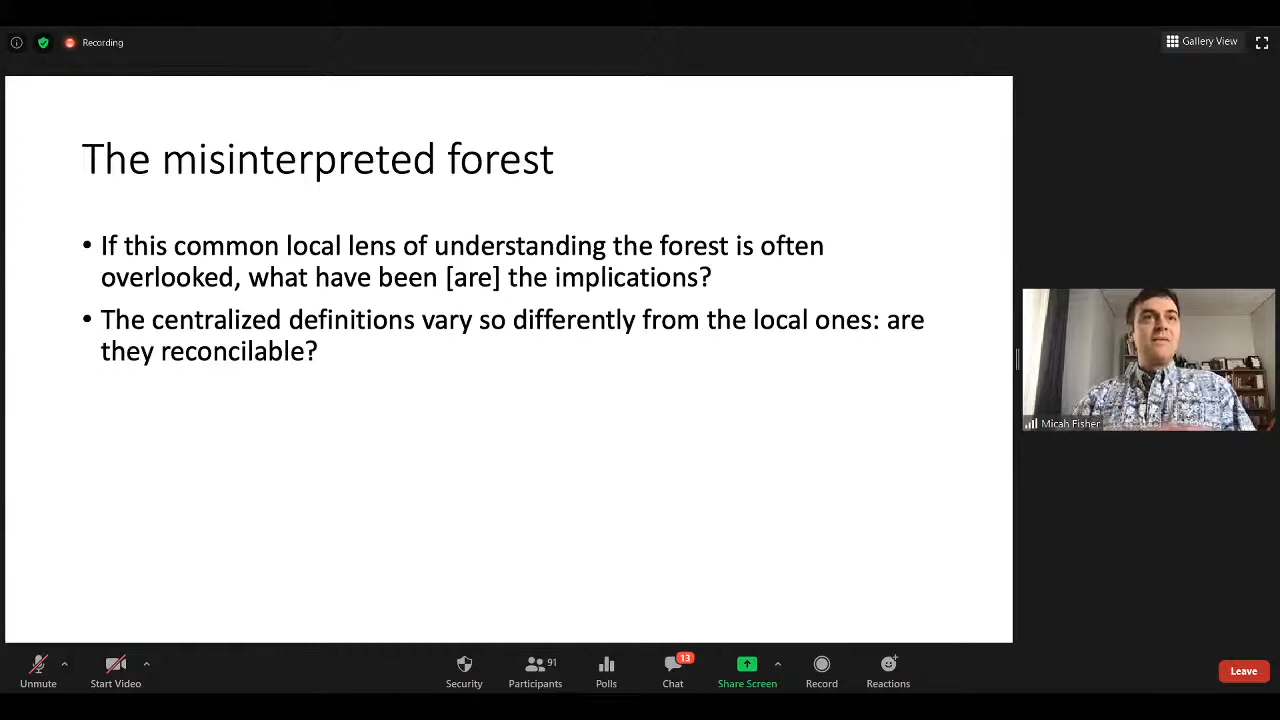 Recording
Gallery View
The misinterpreted forest
• If this common local lens of understanding the forest is often
overlooked, what have been [are] the implications?
• The centralized definitions vary so differently from the local ones: are
they reconcilable?
Micah Fisher
91
13
Unmute
Start Video
Security
Participants
Polls
Chat
Share Screen
Record
Reactions
Leave